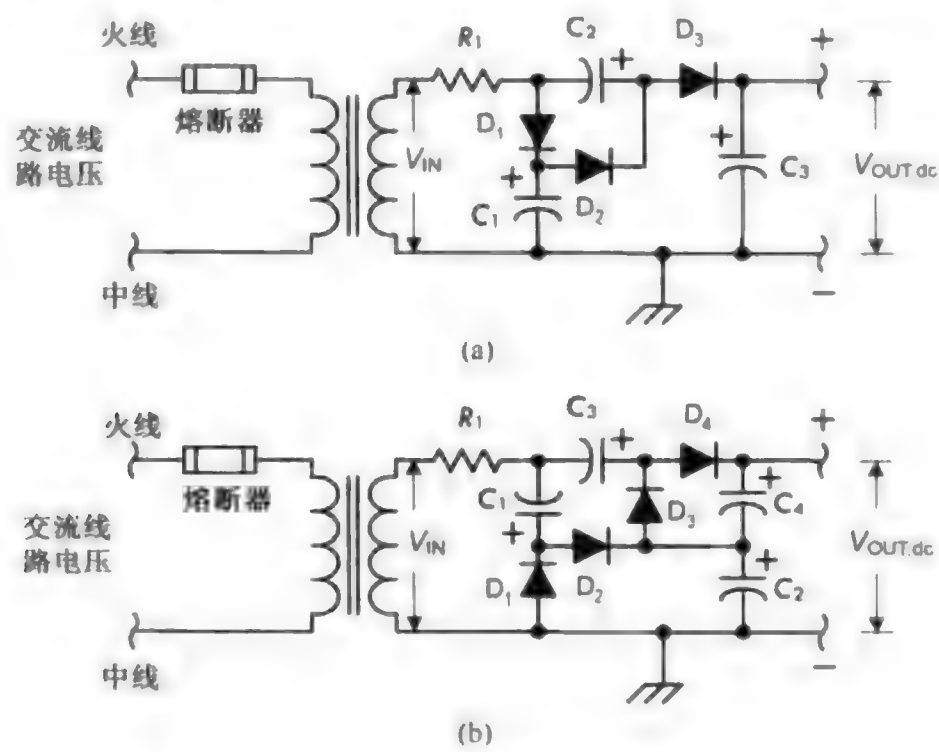 火线
R1
C2
+
D3
+
熔断器
D1
+
交流线
路电压
VIN
+
C1
D2
C3
VOUT.dc
中线
−
(a)
火线
R1
C3
+
D4
+
熔断器
C1
+
D3
+
C4
交流线
路电压
VIN
D1
D2
+
C2
VOUT.dc
中线
−
(b)